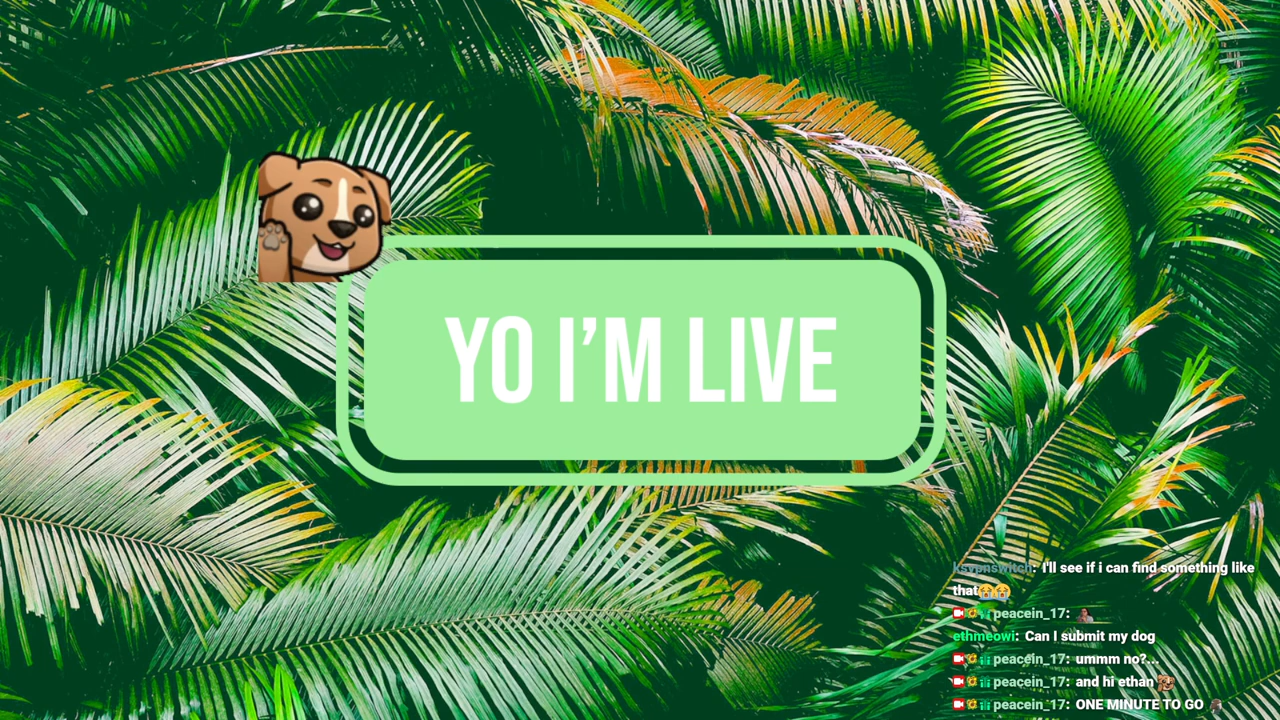 YO I'M LIVE
ksvpnswitch: I'll see if i can find something like
that😭😭
peacein_17:
ethmeowi: Can I submit my dog
peacein_17: ummm no?...
peacein_17: and hi ethan
peacein_17: ONE MINUTE TO GO